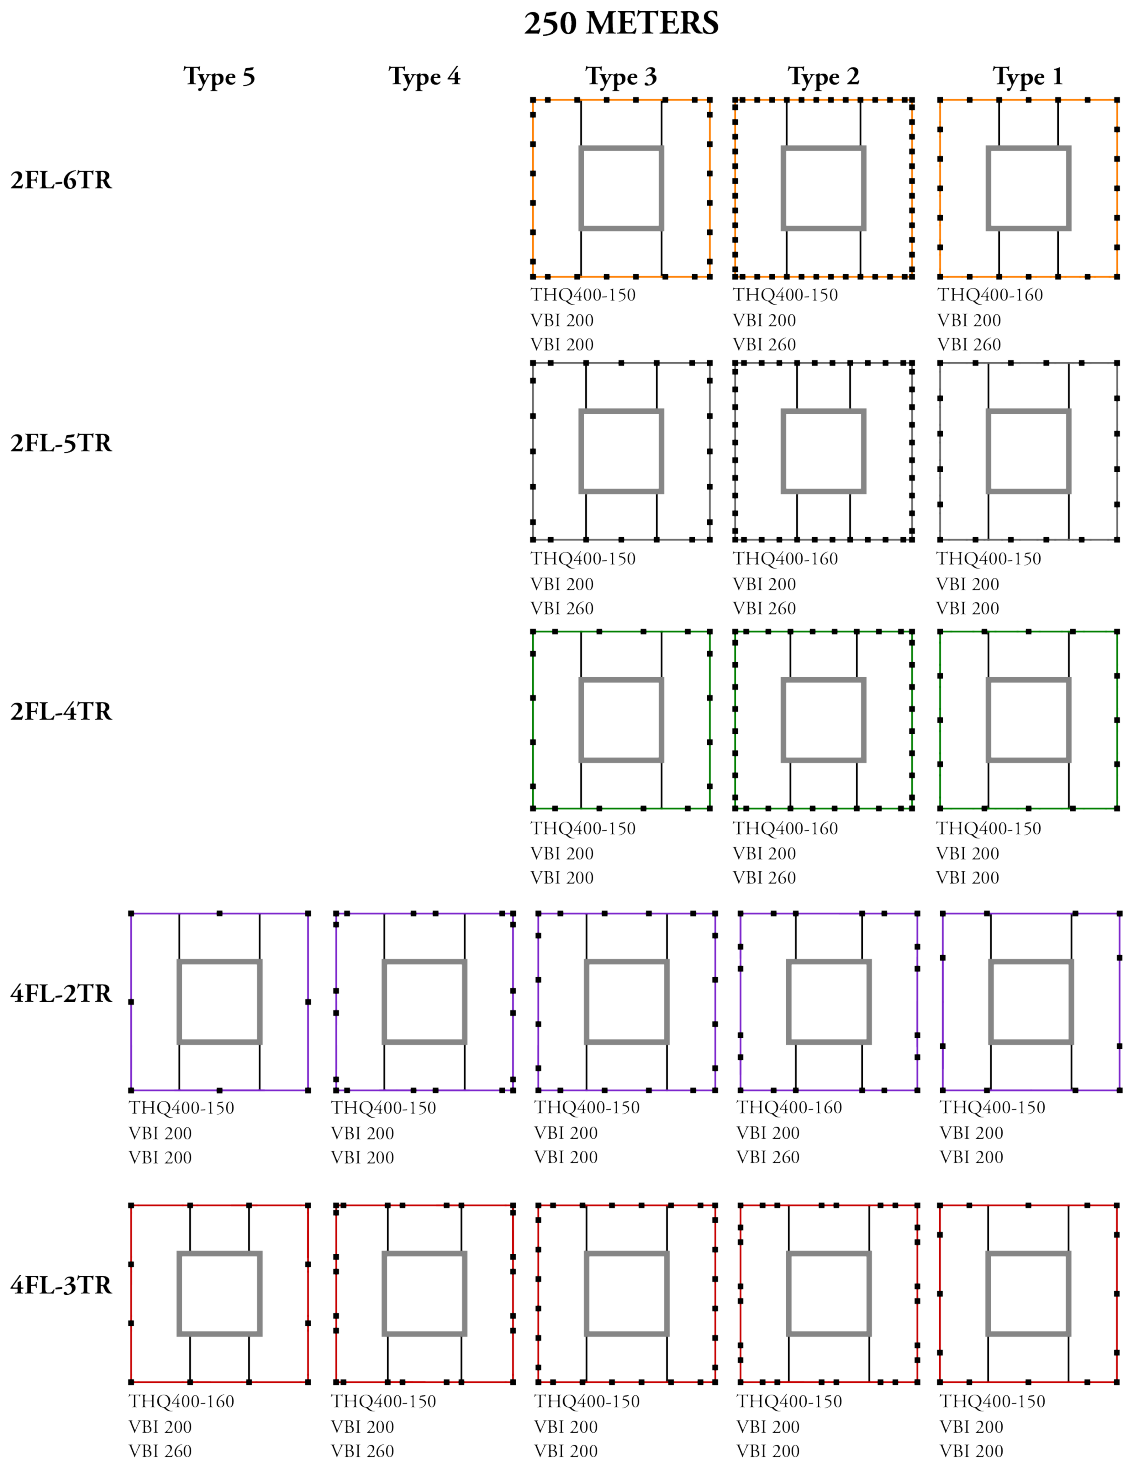 250 METERS
Type 5 Type 4 Type 3 Type 2 Type 1
2FL-6TR
THQ400-150 THQ400-150 THQ400-160
VBI 200 VBI 200 VBI 200
VBI 200 VBI 260 VBI 260
2FL-5TR
THQ400-150 THQ400-160 THQ400-150
VBI 200 VBI 200 VBI 200
VBI 260 VBI 260 VBI 200
2FL-4TR
THQ400-150 THQ400-160 THQ400-150
VBI 200 VBI 200 VBI 200
VBI 200 VBI 260 VBI 200
4FL-2TR
THQ400-150 THQ400-150 THQ400-150 THQ400-160 THQ400-150
VBI 200 VBI 200 VBI 200 VBI 200 VBI 200
VBI 200 VBI 200 VBI 200 VBI 260 VBI 200
4FL-3TR
THQ400-160 THQ400-150 THQ400-150 THQ400-150 THQ400-150
VBI 200 VBI 200 VBI 200 VBI 200 VBI 200
VBI 260 VBI 260 VBI 200 VBI 200 VBI 200